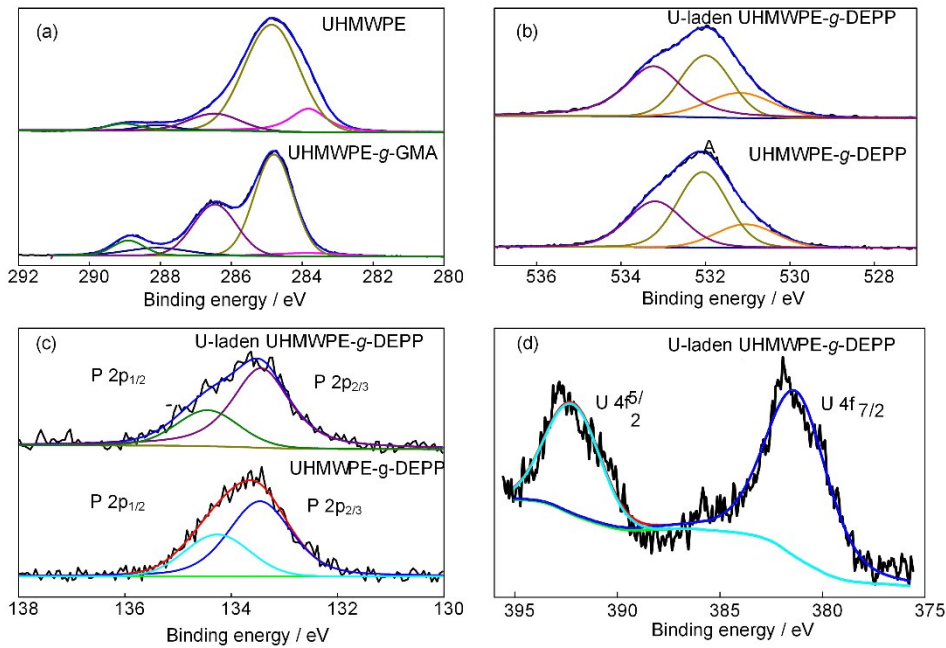 (a)
UHMWPE
UHMWPE-g-GMA
292 290 288 286 284 282 280
Binding energy / eV
(b)
U-laden UHMWPE-g-DEPP
UHMWPE-g-DEPP
A
536 534 532 530 528
Binding energy / eV
(c)
U-laden UHMWPE-g-DEPP
P 2p1/2
P 2p2/3
UHMWPE-g-DEPP
P 2p1/2
P 2p2/3
138 136 134 132 130
Binding energy / eV
(d)
U-laden UHMWPE-g-DEPP
U 4f5/2
U 4f7/2
395 390 385 380 375
Binding energy / eV